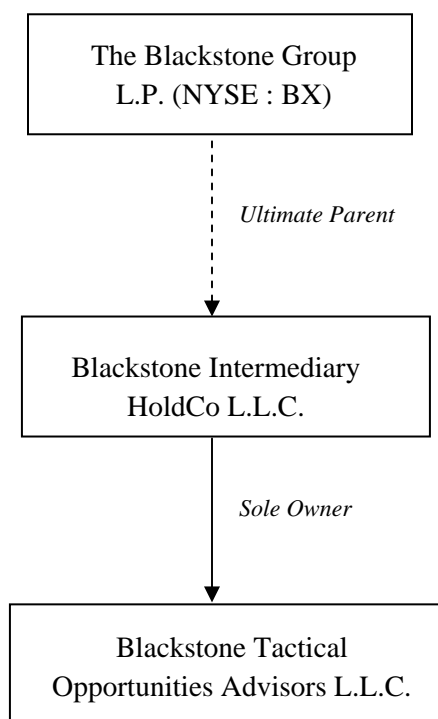 The Blackstone Group
L.P. (NYSE : BX)
Ultimate Parent
Blackstone Intermediary
HoldCo L.L.C.
Sole Owner
Blackstone Tactical
Opportunities Advisors L.L.C.